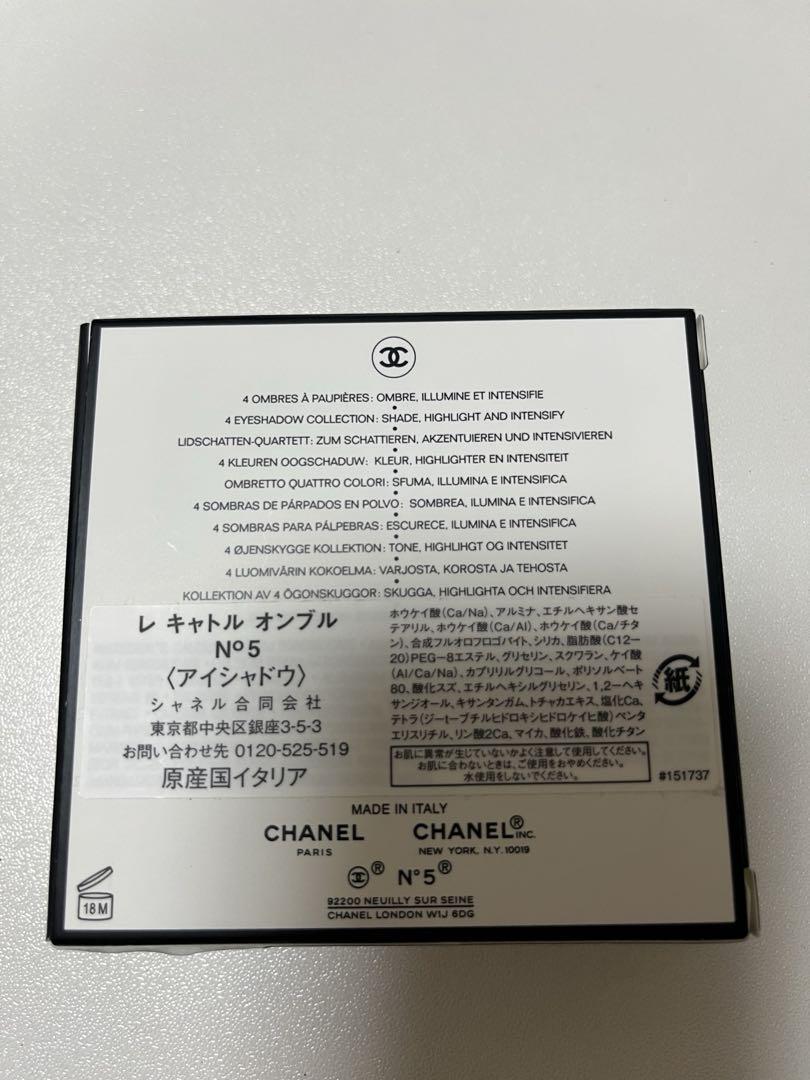 4 OMBRES À PAUPIÈRES: OMBRE, ILLUMINE ET INTENSIFIE
4 EYESHADOW COLLECTION: SHADE, HIGHLIGHT AND INTENSIFY
LIDSCHATTEN-QUARTETT: ZUM SCHATTIEREN, AKZENTUIEREN UND INTENSIVIEREN
4 KLEUREN OOGSCHADUW: KLEUR, HIGHLIGHTER EN INTENSITEIT
OMBRETTO QUATTRO COLORI: SFUMA, ILLUMINA E INTENSIFICA
4 SOMBRAS DE PÁRPADOS EN POLVO: SOMBREA, ILUMINA E INTENSIFICA
4 SOMBRAS PARA PÁLPEBRAS: ESCURECE, ILUMINA E INTENSIFICA
4 ØJENSKYGGE KOLLEKTION: TONE, HIGHLIHGT OG INTENSITET
4 LUOMIVÄRIN KOKOELMA: VARJOSTA, KOROSTA JA TEHOSTA
KOLLEKTION AV 4 ÖGONSKUGGOR: SKUGGA, HIGHLIGHTA OCH INTENSIFIERA
レ キャトル オンブル
Nº5
〈アイシャドウ〉
シャネル合同会社
東京都中央区銀座3-5-3
お問い合わせ先 0120-525-519
原産国イタリア
ホウケイ酸(Ca/Na)、アルミナ、エチルヘキサン酸セ
テアリル、ホウケイ酸(Ca/Al)、ホウケイ酸(Ca/チタ
ン)、合成フルオロフロゴパイト、シリカ、脂肪酸(C12-
20)PEG-8エステル、グリセリン、スクワラン、ケイ酸
(Al/Ca/Na)、カプリリルグリコール、ポリソルベート
80、酸化スズ、エチルヘキシルグリセリン、1,2-ヘキ
サンジオール、キサンタンガム、トチャカエキス、塩化Ca、
テトラ(ジ-t-ブチルヒドロキシヒドロケイヒ酸)ペンタ
エリスリチル、リン酸2Ca、マイカ、酸化鉄、酸化チタン
お肌に異常が生じていないかよく注意して使用してください。
お肌に合わないときは、ご使用をおやめください。
水使用をしないでください。
紙
#151737
MADE IN ITALY
CHANEL
PARIS
CHANEL® INC.
NEW YORK, N.Y. 10019
® N°5®
92200 NEUILLY SUR SEINE
CHANEL LONDON W1J 6DG
18 M